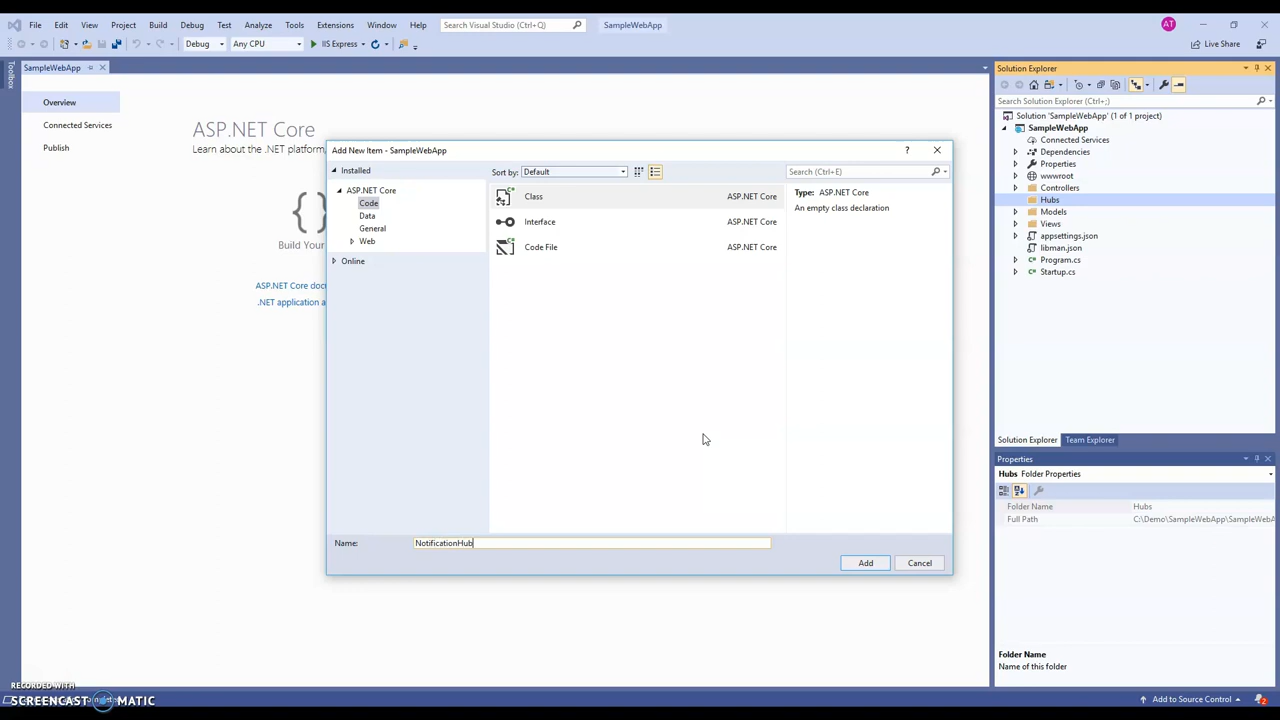 File Edit View Project Build Debug Test Analyze Tools Extensions Window Help Search Visual Studio (Ctrl+Q) SampleWebApp AT
Debug Any CPU IIS Express Live Share
Toolbox
SampleWebApp
Overview
Connected Services
Publish
ASP.NET Core
Learn about the .NET platform,
Build Your
ASP.NET Core docu
.NET application a
Add New Item - SampleWebApp ?
Installed
ASP.NET Core
Code
Data
General
Web
Online
Sort by: Default
Class ASP.NET Core
Interface ASP.NET Core
Code File ASP.NET Core
Search (Ctrl+E)
Type: ASP.NET Core
An empty class declaration
Name: NotificationHub
Add Cancel
Solution Explorer
Search Solution Explorer (Ctrl+;)
Solution 'SampleWebApp' (1 of 1 project)
SampleWebApp
Connected Services
Dependencies
Properties
wwwroot
Controllers
Hubs
Models
Views
appsettings.json
libman.json
Program.cs
Startup.cs
Solution Explorer Team Explorer
Properties
Hubs Folder Properties
Folder Name Hubs
Full Path C:\Demo\SampleWebApp\SampleWebA
Folder Name
Name of this folder
RECORDED WITH
SCREENCAST MATIC
Add to Source Control 2